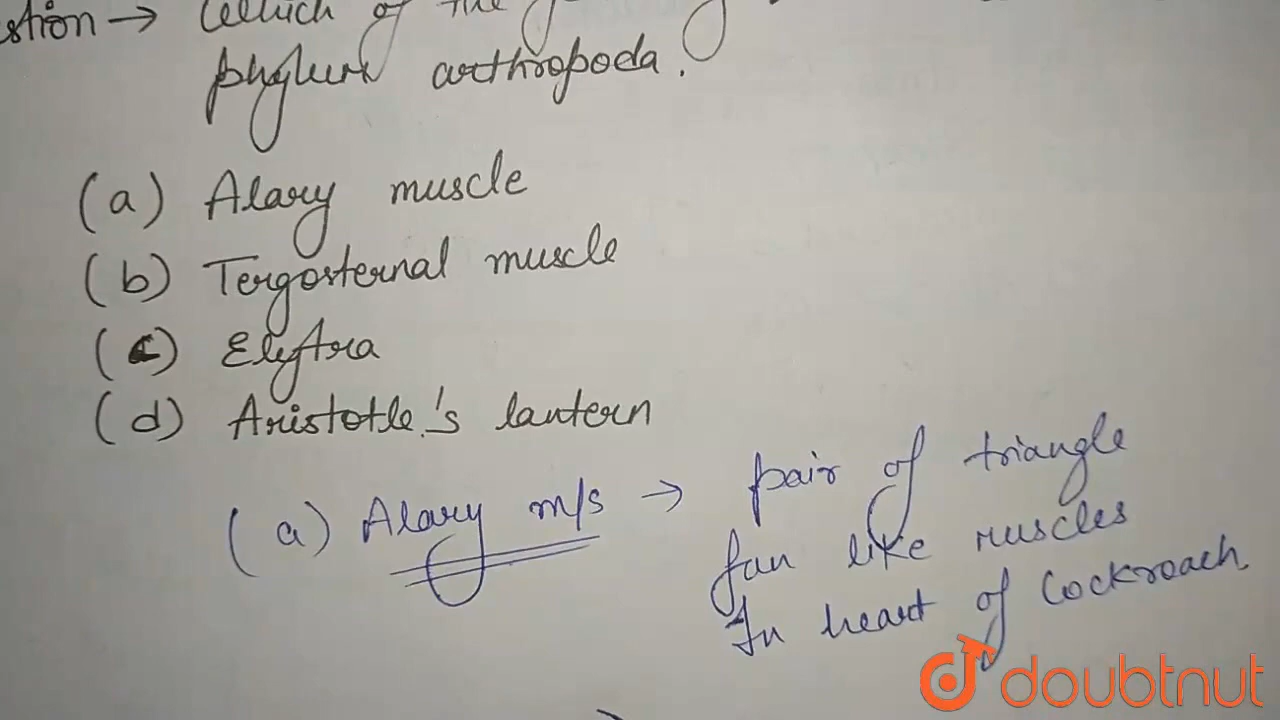 stion → Which of the
phylum arthropoda.
(a) Alary muscle
(b) Tergosternal muscle
(c) Elytra
(d) Aristotle's lantern
(a) Alary m/s → pair of triangle
fan like muscles
In heart of Cockroach
doubtnut